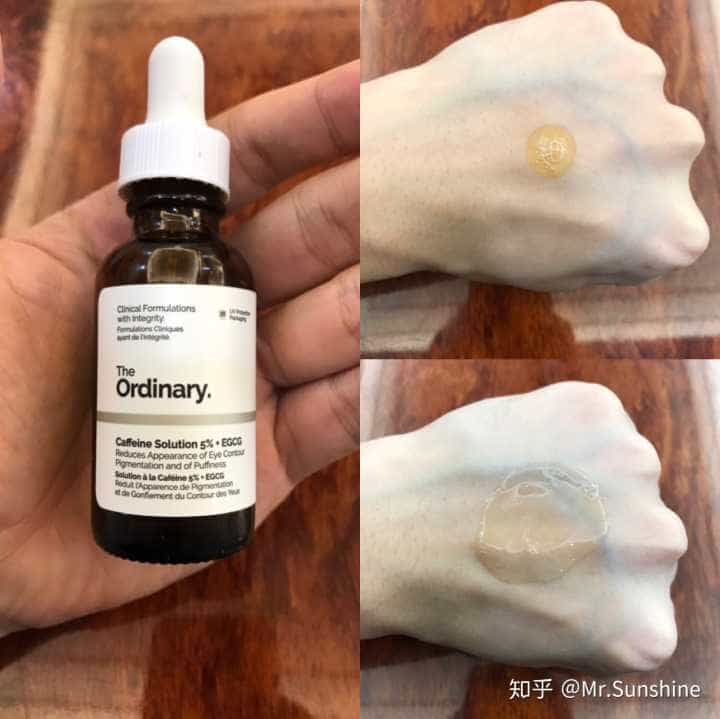 Clinical Formulations
with Integrity.
Formulations Cliniques
ayant de l'Intégrité.
UV Protective
Packaging
The
Ordinary.
Caffeine Solution 5% + EGCG
Reduces Appearance of Eye Contour
Pigmentation and of Puffiness
Solution à la Caféine 5% + EGCG
Reduit l'Apparence de Pigmentation
et de Gonflement du Contour des Yeux
知乎 @Mr.Sunshine